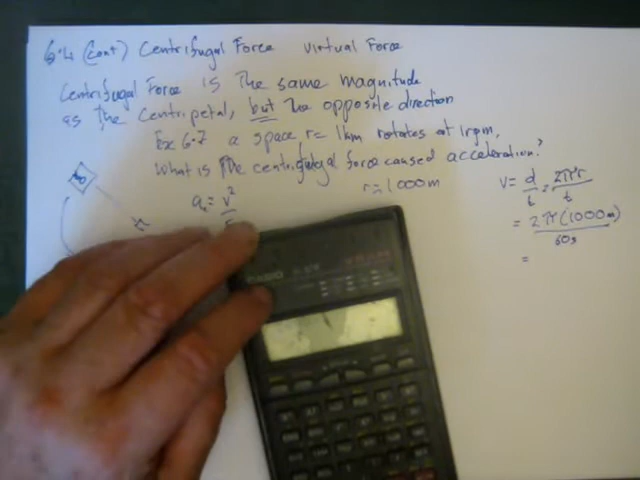 6.4 (cont) Centrifugal Force virtual Force
Centrifugal Force is the same magnitude
as the centripetal, but the opposite direction
Ex 6.7 a space r= 1km rotates at 1rpm,
what is the centrifugal force caused acceleration?
r = 1000m
a = v²
v = d/t = 2πr/t
= 2π(1000m)/60s
=
CASIO